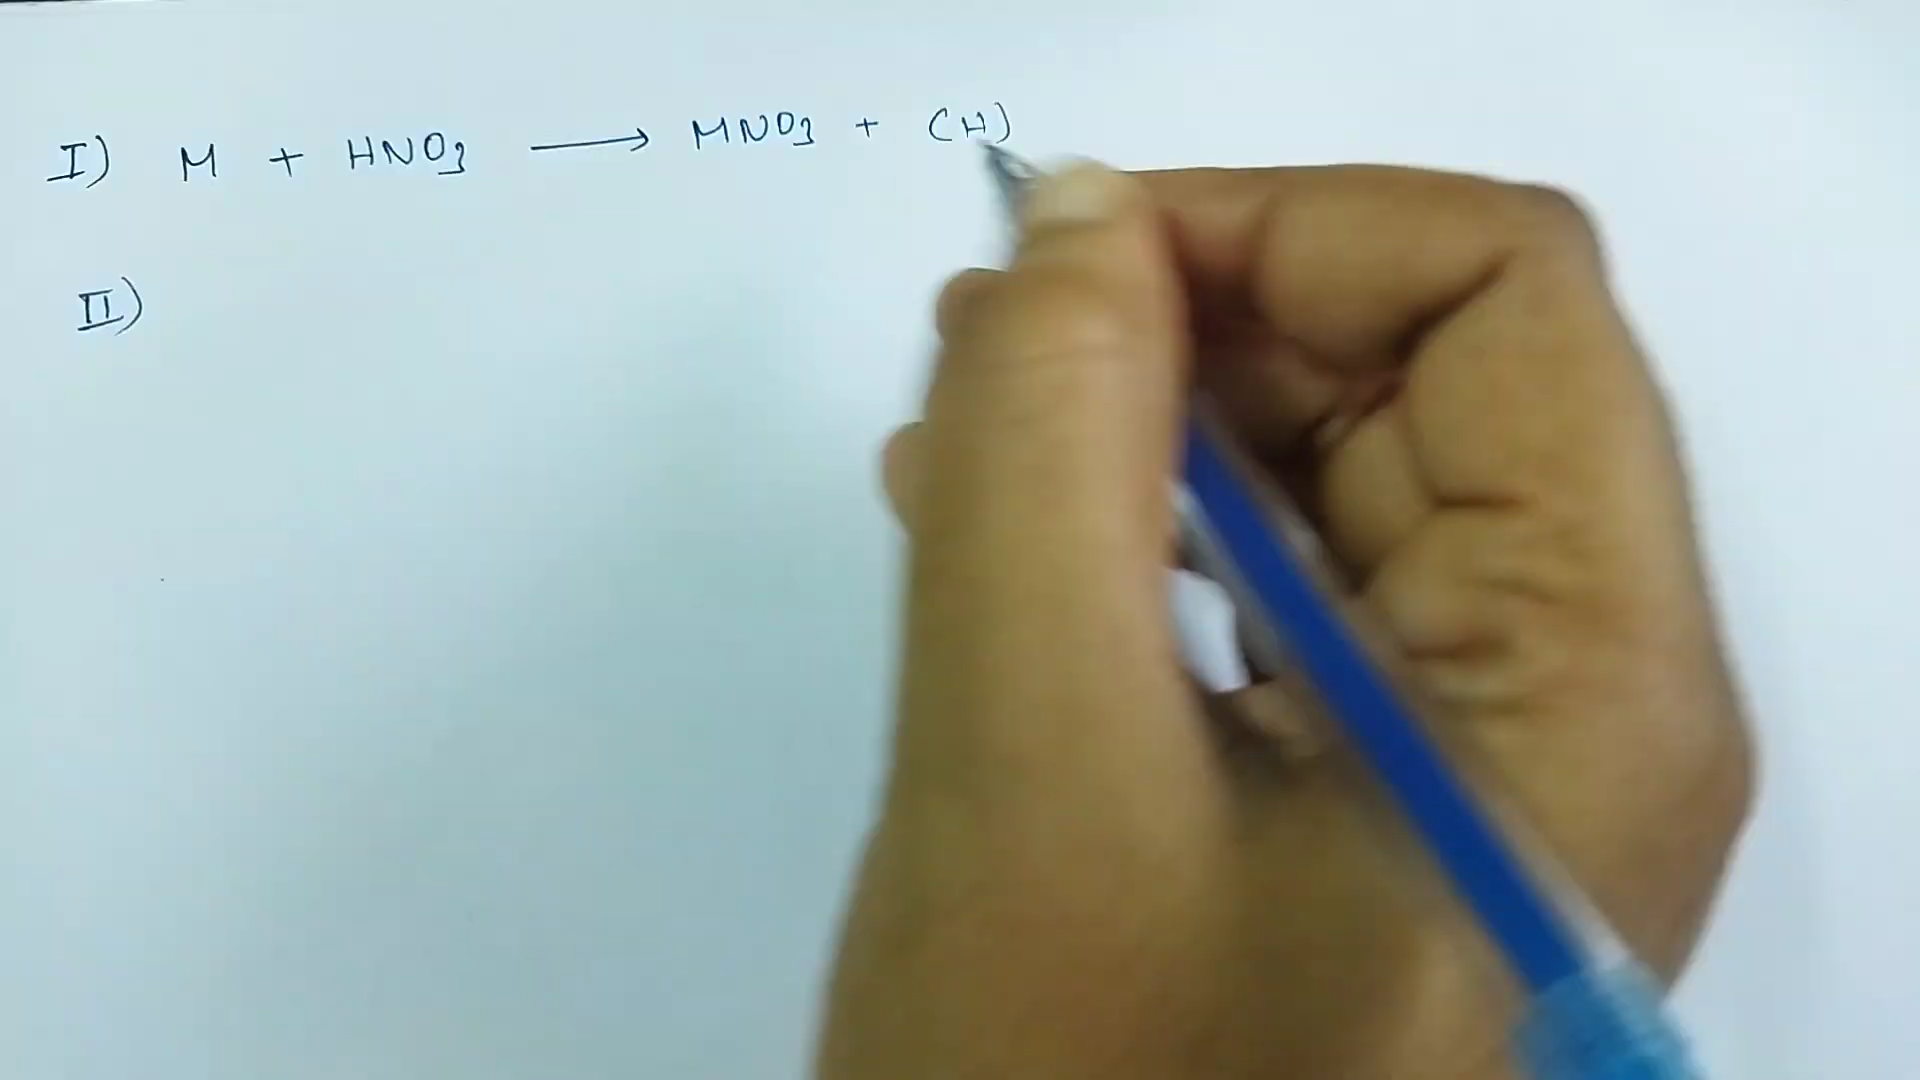 I) M + HNO3 ⟶ MNO3 + (H)
II)